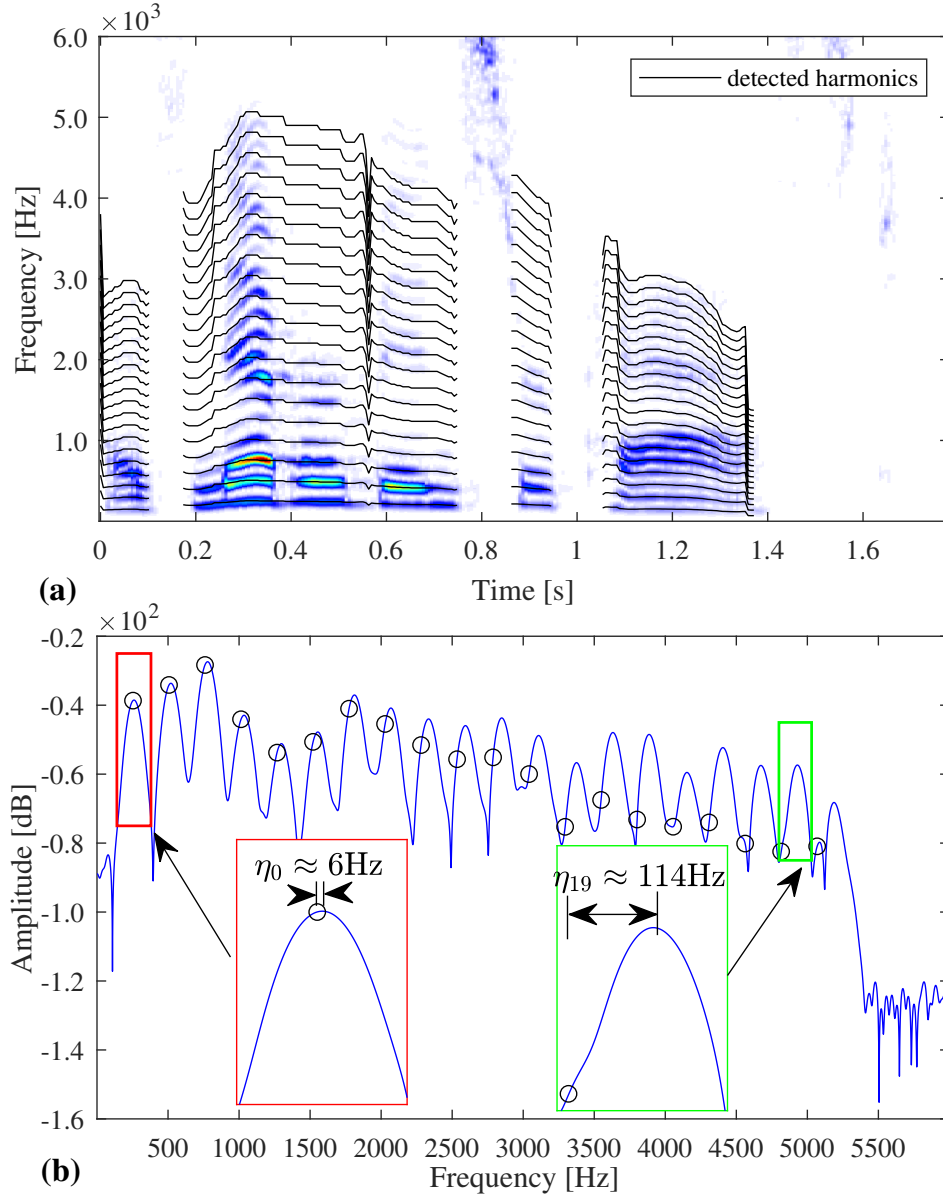 ×10³
6.0
5.0
4.0
3.0
2.0
1.0
Frequency [Hz]
detected harmonics
0 0.2 0.4 0.6 0.8 1 1.2 1.4 1.6
Time [s]
(a)
×10²
-0.2
-0.4
-0.6
-0.8
-1.0
-1.2
-1.4
-1.6
Amplitude [dB]
η₀ ≈ 6Hz
η₁₉ ≈ 114Hz
500 1000 1500 2000 2500 3000 3500 4000 4500 5000 5500
Frequency [Hz]
(b)